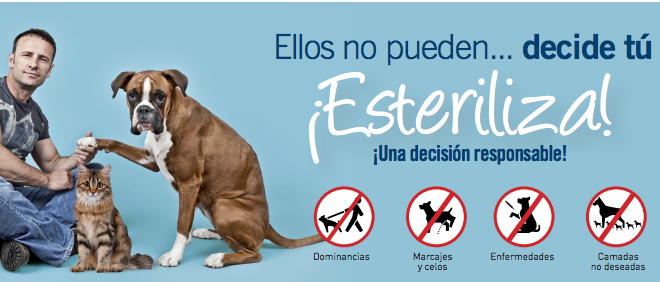 Ellos no pueden... decide tú
¡Esteriliza!
¡Una decisión responsable!
Dominancias
Marcajes
y celos
Enfermedades
Camadas
no deseadas